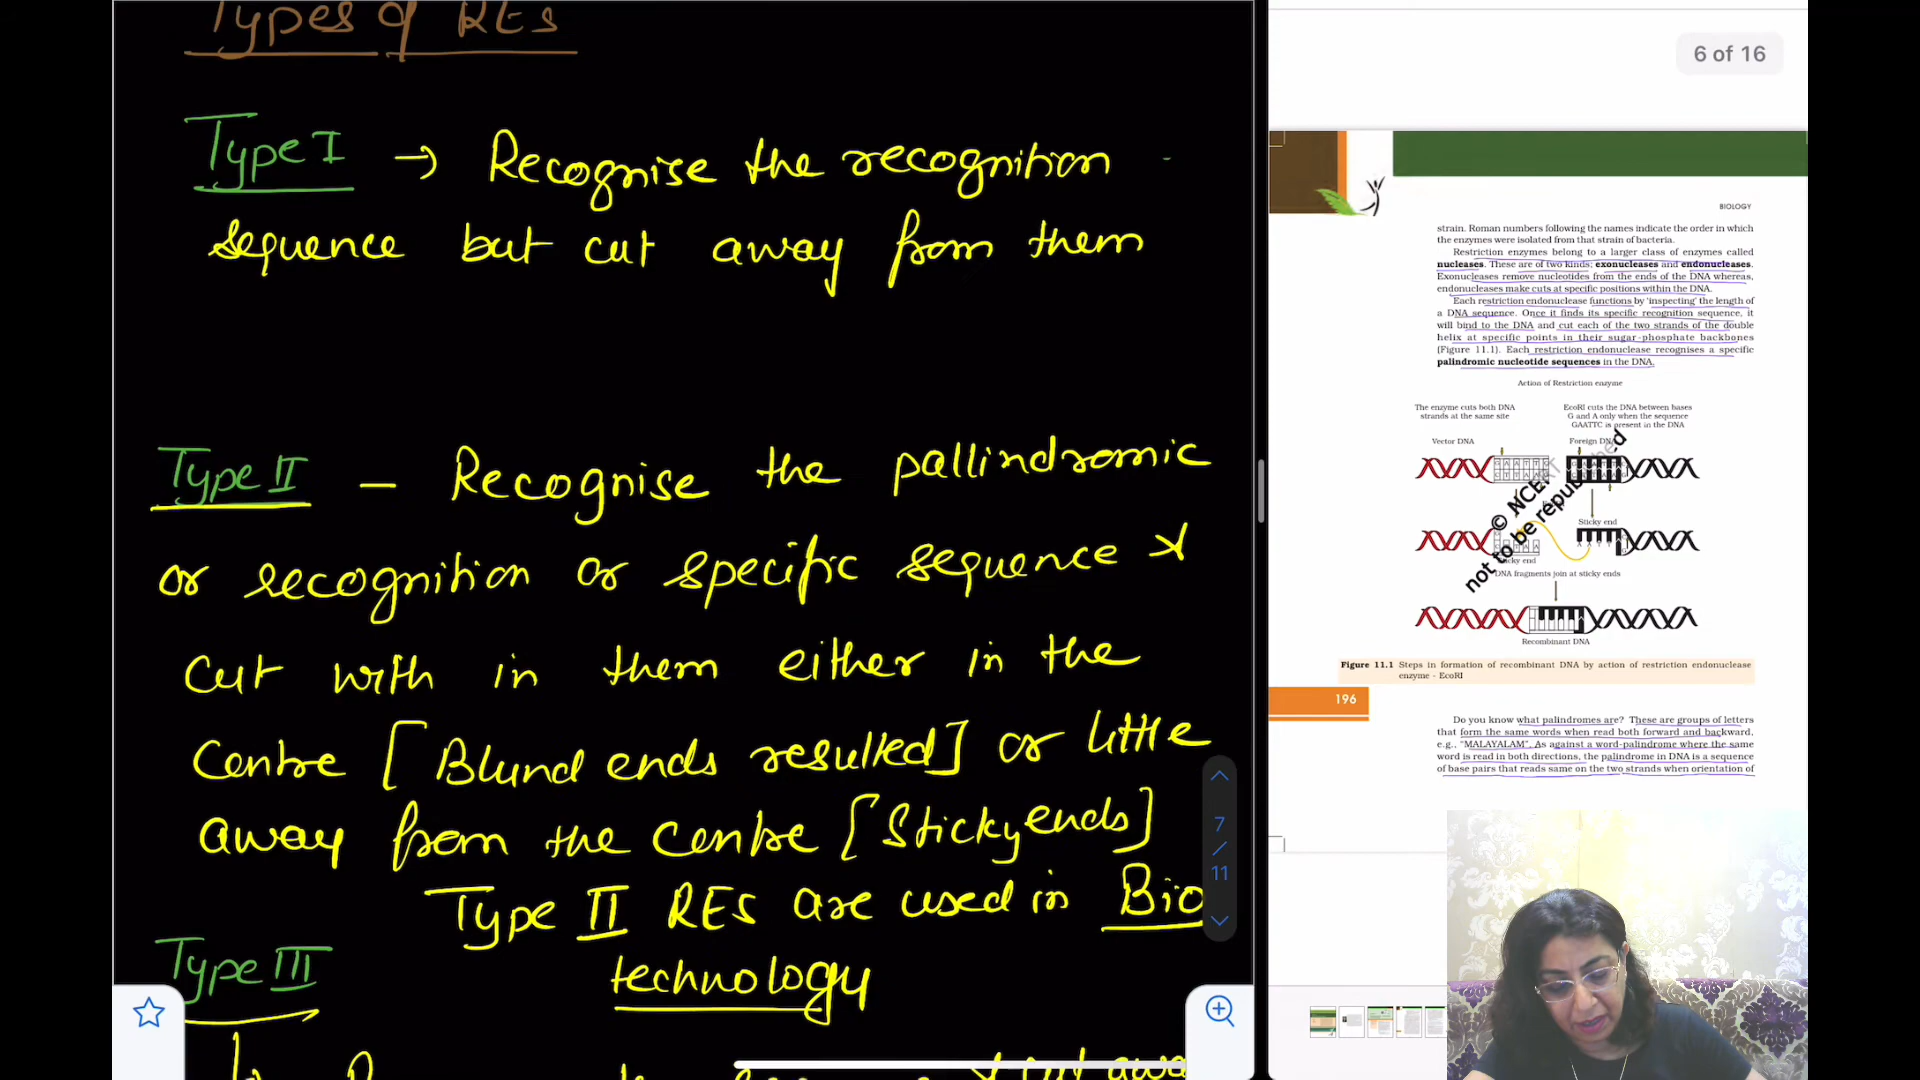 Types of REs
Type I → Recognise the recognition
sequence but cut away from them
Type II – Recognise the pallindromic
or recognition or specific sequence &
cut with in them either in the
centre [Blund ends resulted] or little
away from the centre [Stickyends]
Type II REs are used in Bio
technology
Type III
cut away
7
/
11
6 of 16
BIOLOGY
strain. Roman numbers following the names indicate the order in which
the enzymes were isolated from that strain of bacteria.
Restriction enzymes belong to a larger class of enzymes called
nucleases. These are of two kinds; exonucleases and endonucleases.
Exonucleases remove nucleotides from the ends of the DNA whereas,
endonucleases make cuts at specific positions within the DNA.
Each restriction endonuclease functions by 'inspecting' the length of
a DNA sequence. Once it finds its specific recognition sequence, it
will bind to the DNA and cut each of the two strands of the double
helix at specific points in their sugar-phosphate backbones
(Figure 11.1). Each restriction endonuclease recognises a specific
palindromic nucleotide sequences in the DNA.
Action of Restriction enzyme
The enzyme cuts both DNA
strands at the same site
EcoRI cuts the DNA between bases
G and A only when the sequence
GAATTC is present in the DNA
Vector DNA
Foreign DNA
Sticky end
Sticky end
DNA fragments join at sticky ends
Recombinant DNA
© NCERT
not to be republished
Figure 11.1 Steps in formation of recombinant DNA by action of restriction endonuclease
enzyme - EcoRI
196
Do you know what palindromes are? These are groups of letters
that form the same words when read both forward and backward,
e.g., "MALAYALAM". As against a word-palindrome where the same
word is read in both directions, the palindrome in DNA is a sequence
of base pairs that reads same on the two strands when orientation of